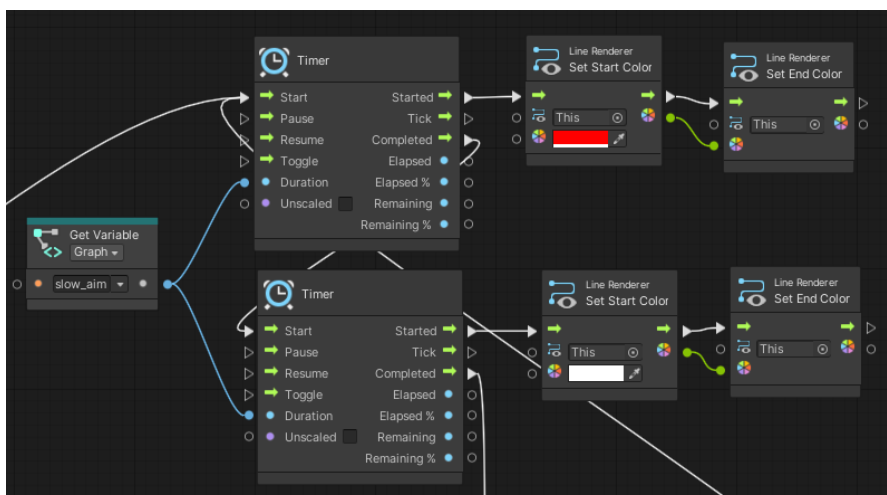 Timer
Start Started
Pause Tick
Resume Completed
Toggle Elapsed
Duration Elapsed %
Unscaled Remaining
Remaining %
Line Renderer
Set Start Color
This
Line Renderer
Set End Color
This
Get Variable
Graph
slow_aim
Timer
Start Started
Pause Tick
Resume Completed
Toggle Elapsed
Duration Elapsed %
Unscaled Remaining
Remaining %
Line Renderer
Set Start Color
This
Line Renderer
Set End Color
This